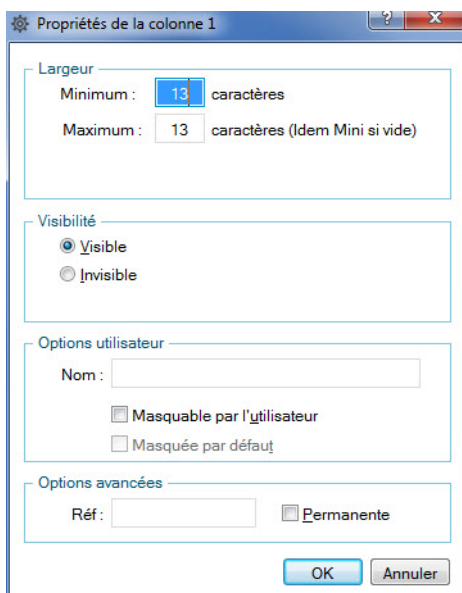 Propriétés de la colonne 1
Largeur
Minimum : 13 caractères
Maximum : 13 caractères (Idem Mini si vide)
Visibilité
Visible
Invisible
Options utilisateur
Nom :
Masquable par l'utilisateur
Masquée par défaut
Options avancées
Réf : Permanente
OK Annuler